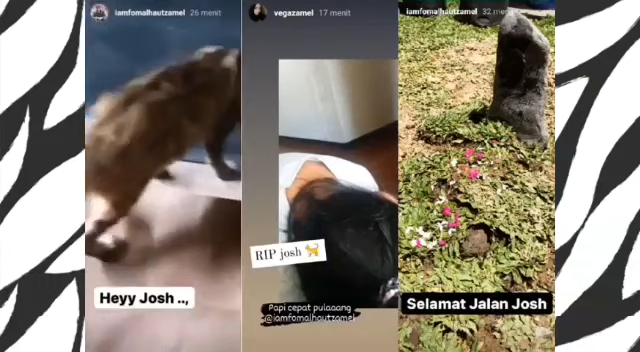 iamfomalhautzamel 26 menit
Heyy Josh ..,
vegazamel 17 menit
RIP josh 🐈
Papi cepat pulaaang
@iamfomalhautzamel
iamfomalhautzamel 32 men
Selamat Jalan Josh